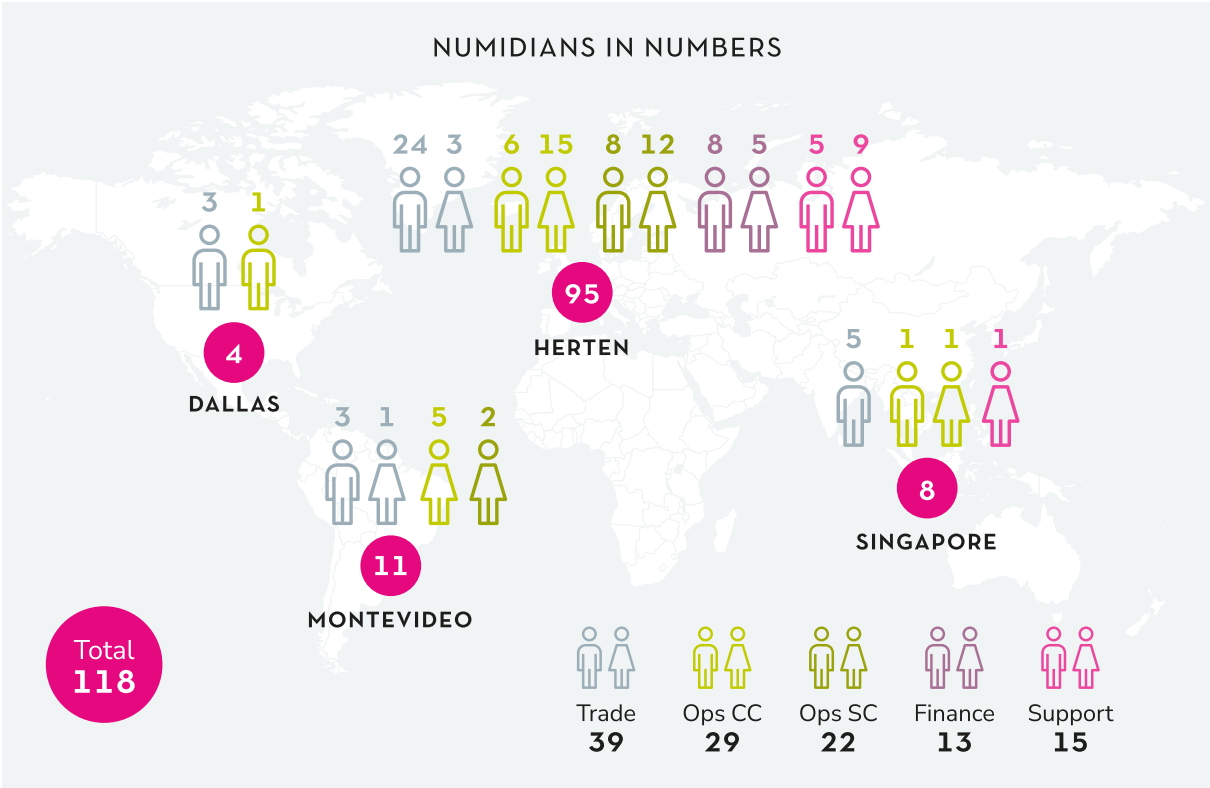 NUMIDIANS IN NUMBERS
24 3 6 15 8 12 8 5 5 9
95
HERTEN
3 1
4
DALLAS
5 1 1 1
8
SINGAPORE
3 1 5 2
11
MONTEVIDEO
Total
118
Trade
39
Ops CC
29
Ops SC
22
Finance
13
Support
15